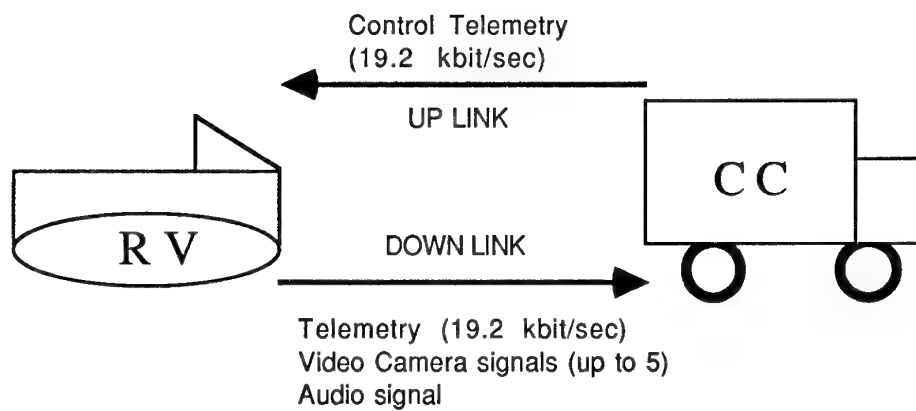 Control Telemetry
(19.2 kbit/sec)
UP LINK
CC
RV
DOWN LINK
Telemetry (19.2 kbit/sec)
Video Camera signals (up to 5)
Audio signal